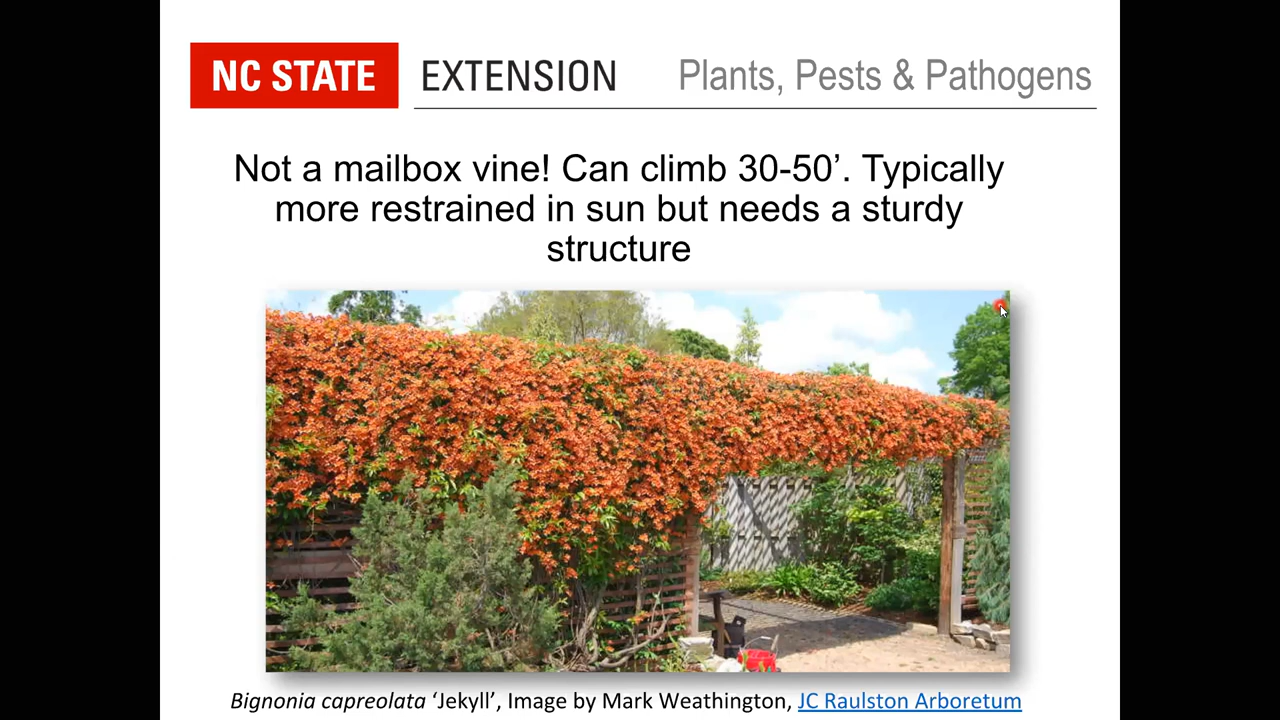 NC STATE EXTENSION Plants, Pests & Pathogens
Not a mailbox vine! Can climb 30-50’. Typically
more restrained in sun but needs a sturdy
structure
Bignonia capreolata ‘Jekyll’, Image by Mark Weathington, JC Raulston Arboretum